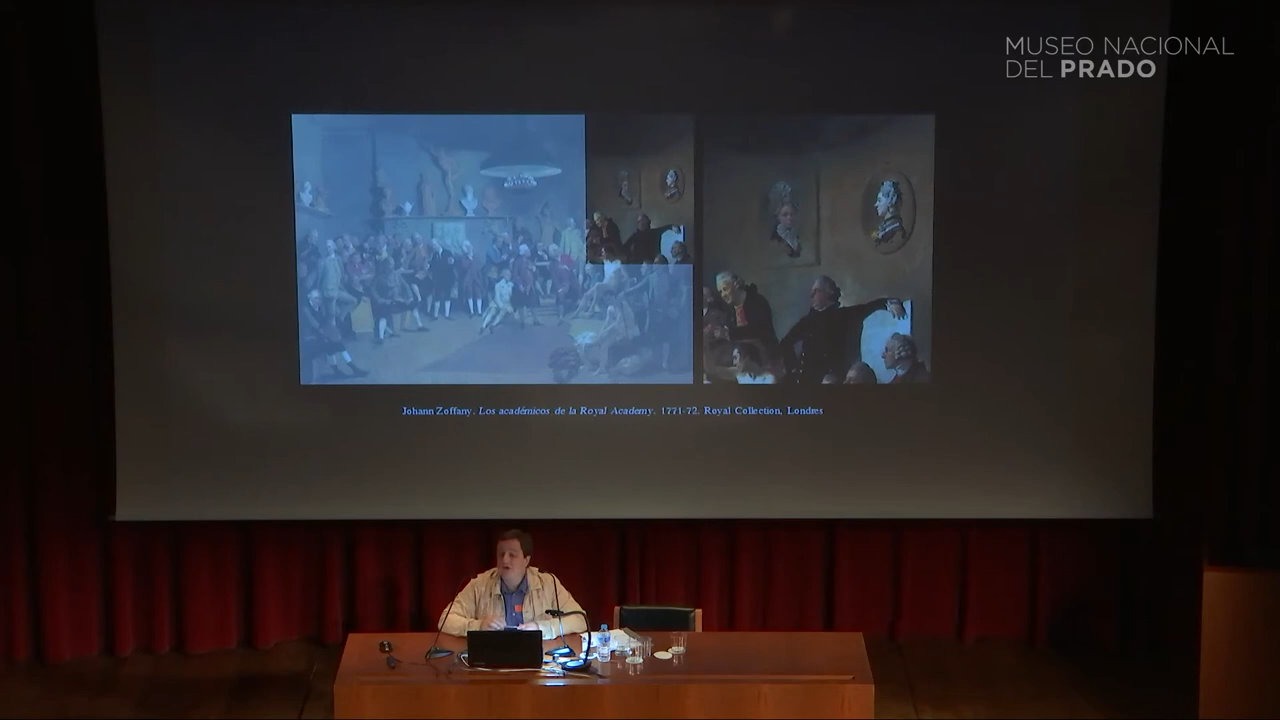 MUSEO NACIONAL
DEL PRADO
Johann Zoffany. Los académicos de la Royal Academy. 1771-72. Royal Collection, Londres